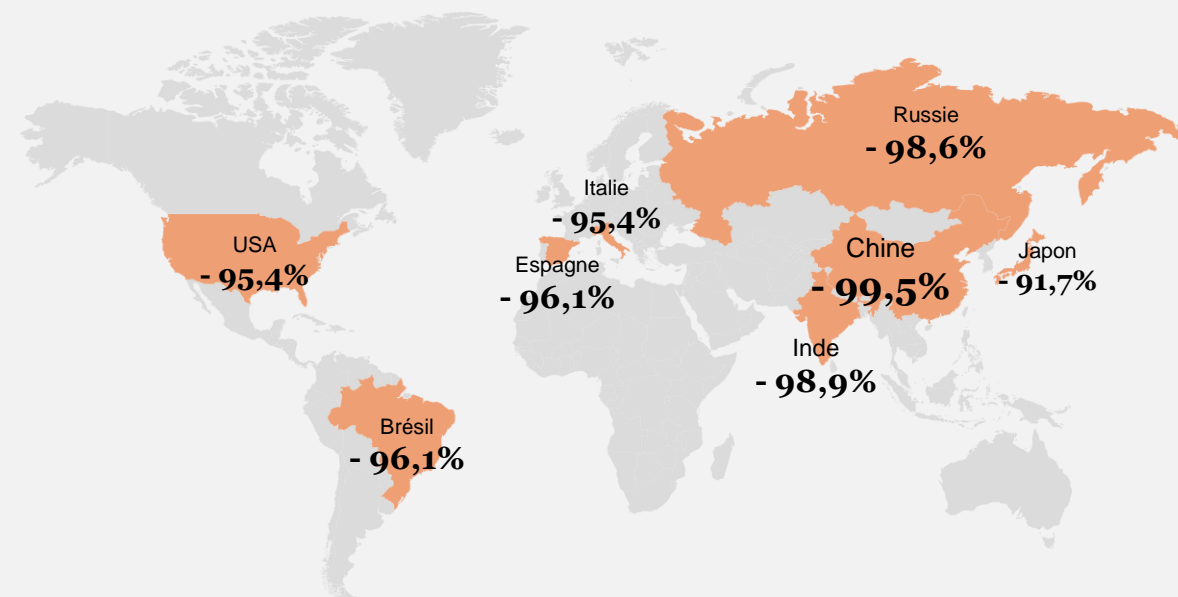 Russie
- 98,6%
Italie
- 95,4%
USA
- 95,4%
Espagne
- 96,1%
Chine
- 99,5%
Japon
- 91,7%
Inde
- 98,9%
Brésil
- 96,1%